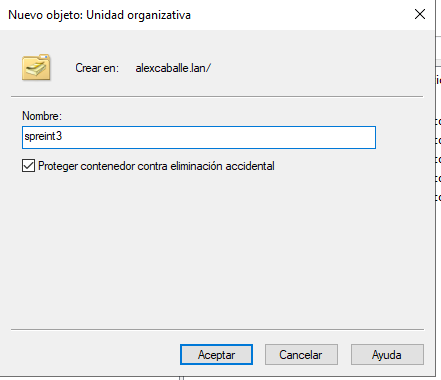 Nuevo objeto: Unidad organizativa
Crear en: alexcaballe.lan/
Nombre:
spreint3
Proteger contenedor contra eliminación accidental
Aceptar Cancelar Ayuda